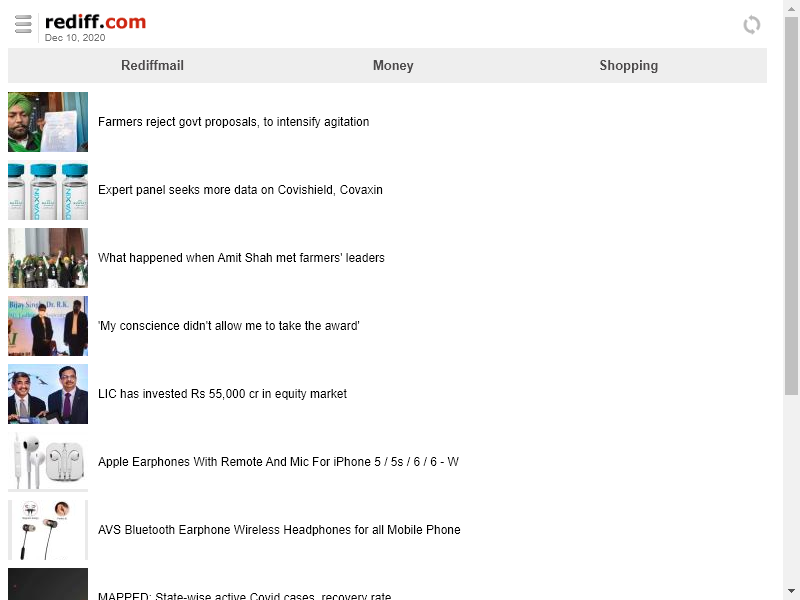 rediff.com
Dec 10, 2020
Rediffmail Money Shopping
Farmers reject govt proposals, to intensify agitation
COVAXIN
Expert panel seeks more data on Covishield, Covaxin
What happened when Amit Shah met farmers' leaders
Bijay Singh, Dr. R.K.
'My conscience didn't allow me to take the award'
LIC has invested Rs 55,000 cr in equity market
Apple Earphones With Remote And Mic For iPhone 5 / 5s / 6 / 6 - W
AVS Bluetooth Earphone Wireless Headphones for all Mobile Phone
MAPPED: State-wise active Covid cases, recovery rate